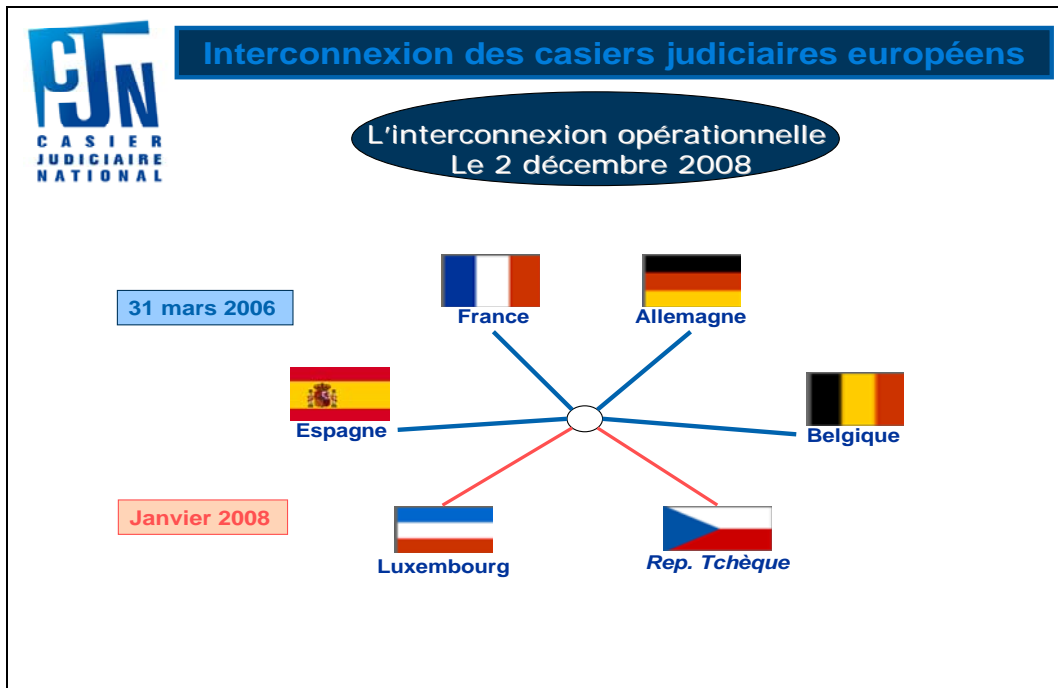 CJN
CASIER
JUDICIAIRE
NATIONAL
Interconnexion des casiers judiciaires européens
L'interconnexion opérationnelle
Le 2 décembre 2008
31 mars 2006
France
Allemagne
Espagne
Belgique
Janvier 2008
Luxembourg
Rep. Tchèque